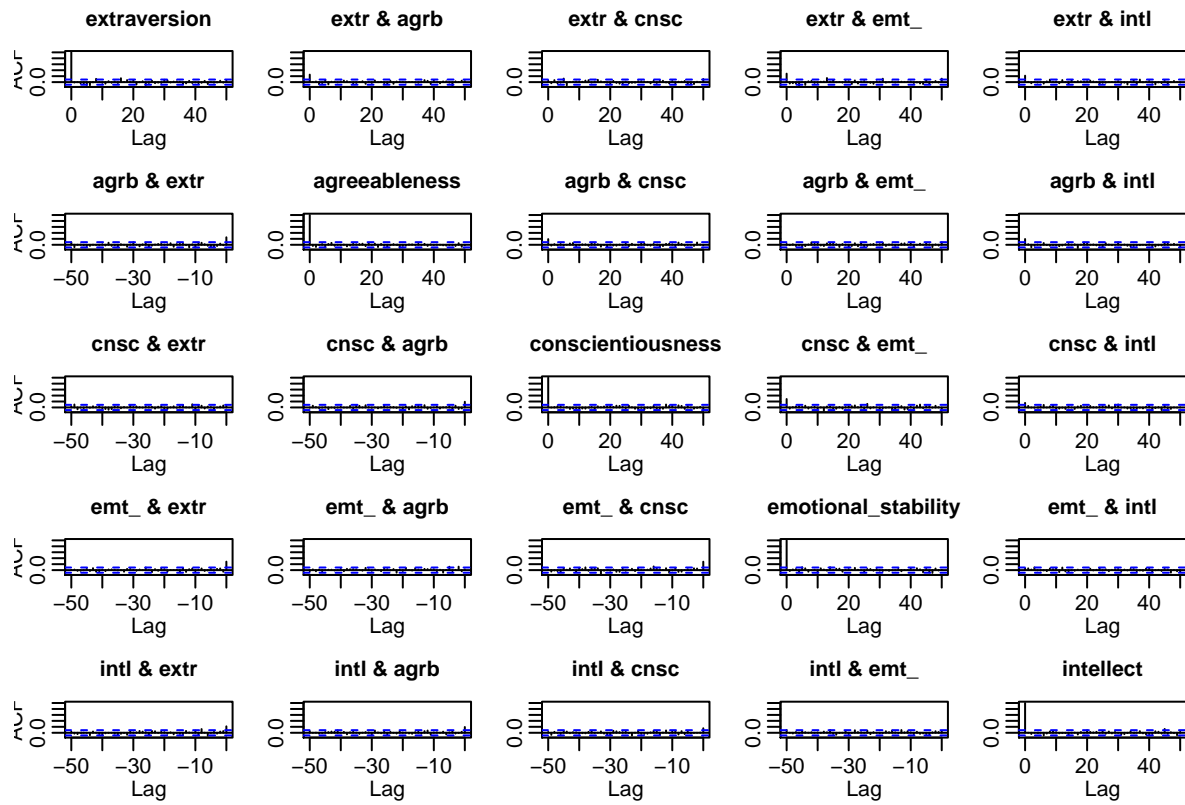 extraversion extr & agrb extr & cnsc extr & emt_ extr & intl
0.0 0.0 0.0 0.0 0.0
0 20 40 0 20 40 0 20 40 0 20 40 0 20 40
Lag Lag Lag Lag Lag
agrb & extr agreeableness agrb & cnsc agrb & emt_ agrb & intl
0.0 0.0 0.0 0.0 0.0
−50 −30 −10 0 20 40 0 20 40 0 20 40 0 20 40
Lag Lag Lag Lag Lag
cnsc & extr cnsc & agrb conscientiousness cnsc & emt_ cnsc & intl
0.0 0.0 0.0 0.0 0.0
−50 −30 −10 −50 −30 −10 0 20 40 0 20 40 0 20 40
Lag Lag Lag Lag Lag
emt_ & extr emt_ & agrb emt_ & cnsc emotional_stability emt_ & intl
0.0 0.0 0.0 0.0 0.0
−50 −30 −10 −50 −30 −10 −50 −30 −10 0 20 40 0 20 40
Lag Lag Lag Lag Lag
intl & extr intl & agrb intl & cnsc intl & emt_ intellect
0.0 0.0 0.0 0.0 0.0
−50 −30 −10 −50 −30 −10 −50 −30 −10 −50 −30 −10 0 20 40
Lag Lag Lag Lag Lag